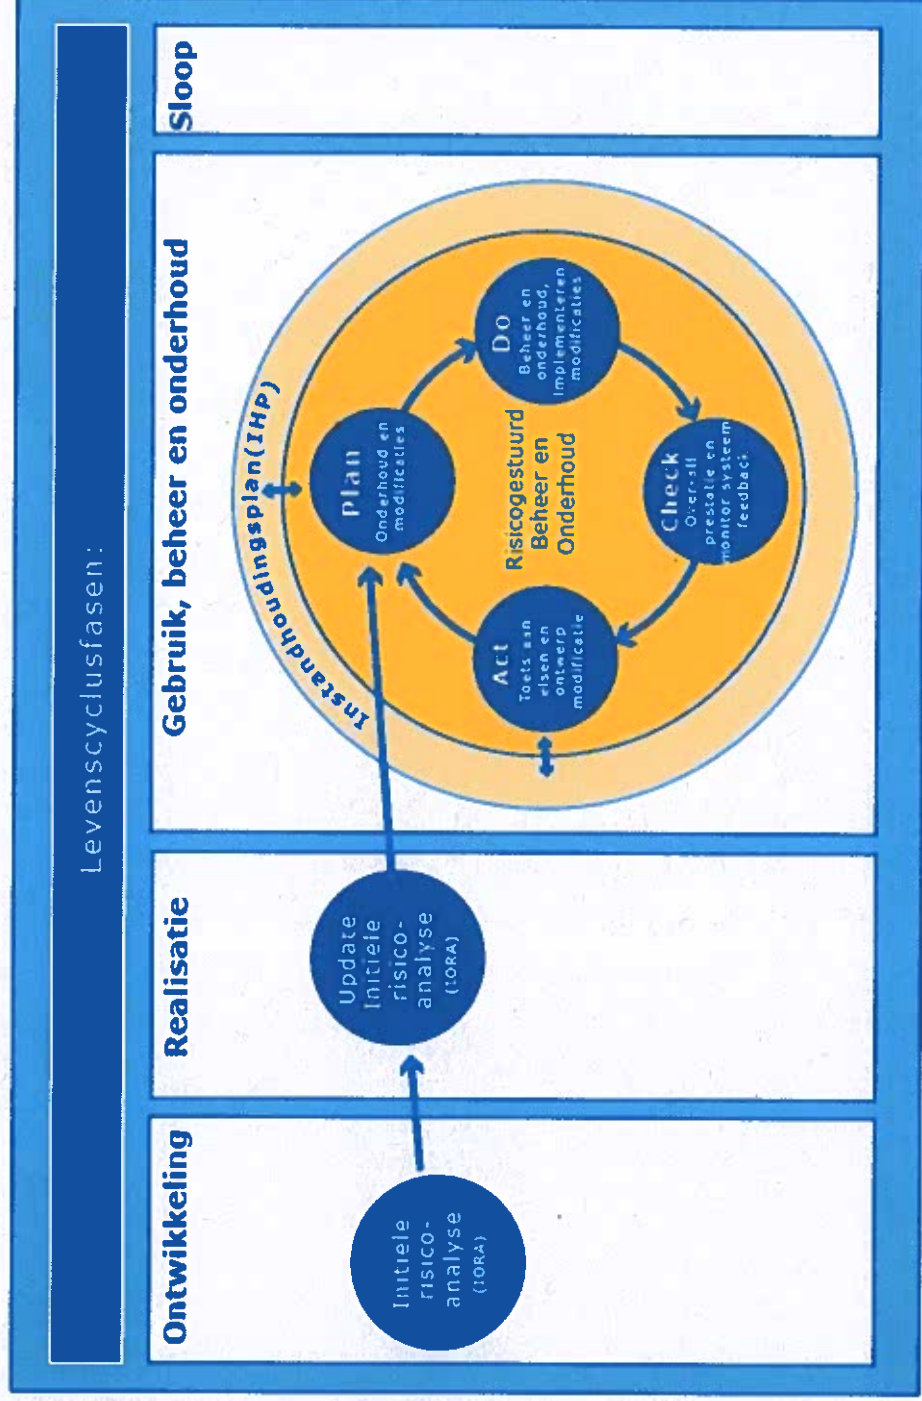 Levenscyclusfasen:
Ontwikkeling
Initiele
risico-
analyse
(IORA)
Realisatie
Update
Initiele
risico-
analyse
(IORA)
Gebruik, beheer en onderhoud
Instandhoudingsplan(IHP)
Plan
Onderhoud en
modificaties
Do
Beheer en
onderhoud,
implementeren
modificaties
Risicogestuurd
Beheer en
Onderhoud
Act
Toets aan
eisen en
ontwerp
modificatie
Check
Over-all
prestatie en
monitor systeem
feedback
Sloop